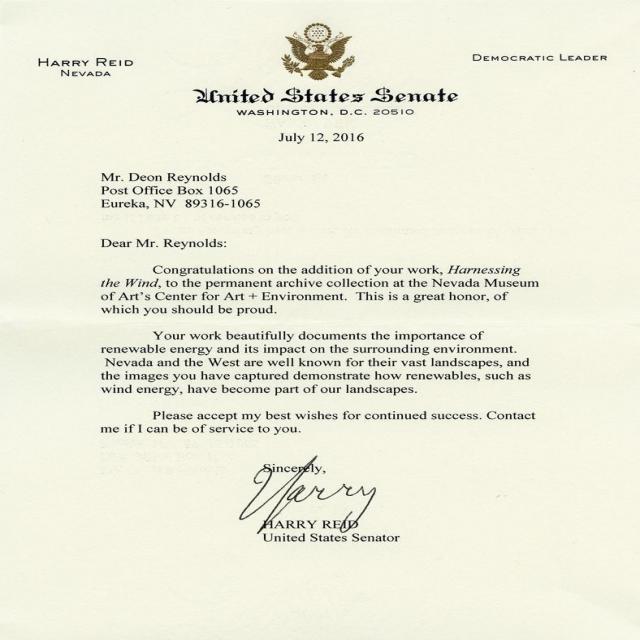 HARRY REID
NEVADA
DEMOCRATIC LEADER
United States Senate
WASHINGTON, D.C. 20510
July 12, 2016
Mr. Deon Reynolds
Post Office Box 1065
Eureka, NV 89316-1065
Dear Mr. Reynolds:
Congratulations on the addition of your work, Harnessing
the Wind, to the permanent archive collection at the Nevada Museum
of Art's Center for Art + Environment. This is a great honor, of
which you should be proud.
Your work beautifully documents the importance of
renewable energy and its impact on the surrounding environment.
Nevada and the West are well known for their vast landscapes, and
the images you have captured demonstrate how renewables, such as
wind energy, have become part of our landscapes.
Please accept my best wishes for continued success. Contact
me if I can be of service to you.
Sincerely,
Harry
HARRY REID
United States Senator